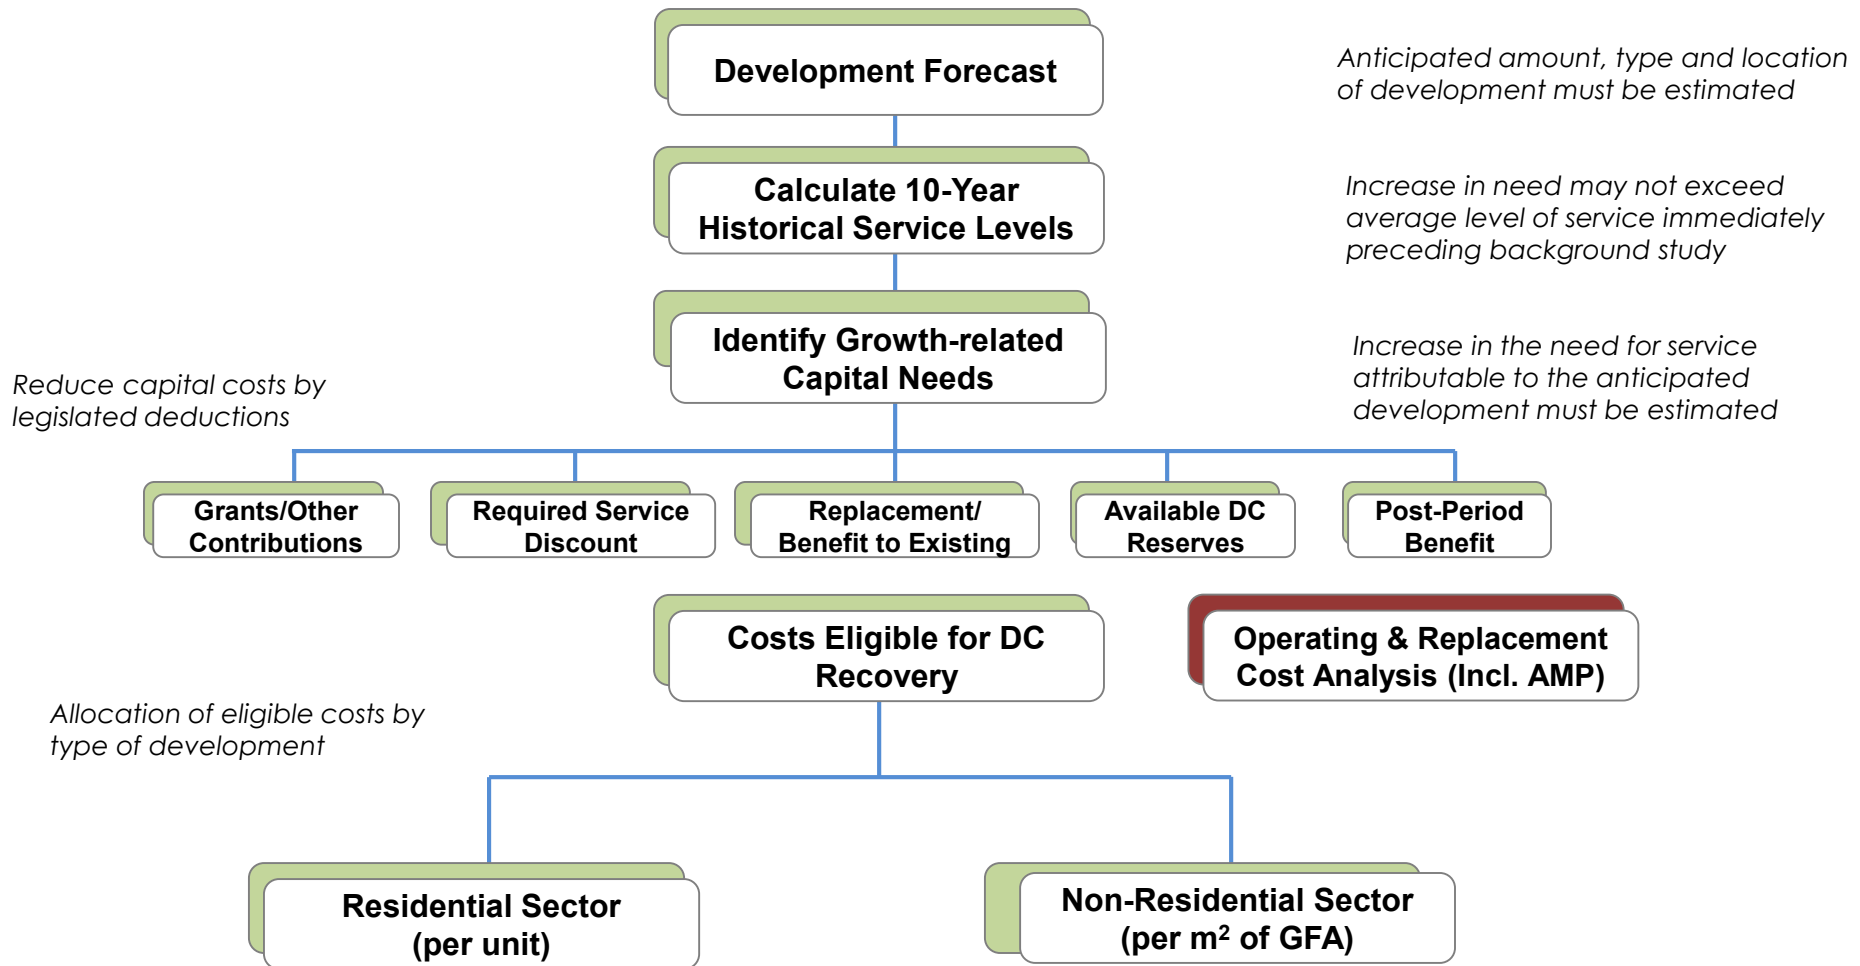 Development Forecast
Anticipated amount, type and location
of development must be estimated
Calculate 10-Year
Historical Service Levels
Increase in need may not exceed
average level of service immediately
preceding background study
Identify Growth-related
Capital Needs
Increase in the need for service
attributable to the anticipated
development must be estimated
Reduce capital costs by
legislated deductions
Grants/Other
Contributions
Required Service
Discount
Replacement/
Benefit to Existing
Available DC
Reserves
Post-Period
Benefit
Costs Eligible for DC
Recovery
Operating & Replacement
Cost Analysis (Incl. AMP)
Allocation of eligible costs by
type of development
Residential Sector
(per unit)
Non-Residential Sector
(per m² of GFA)